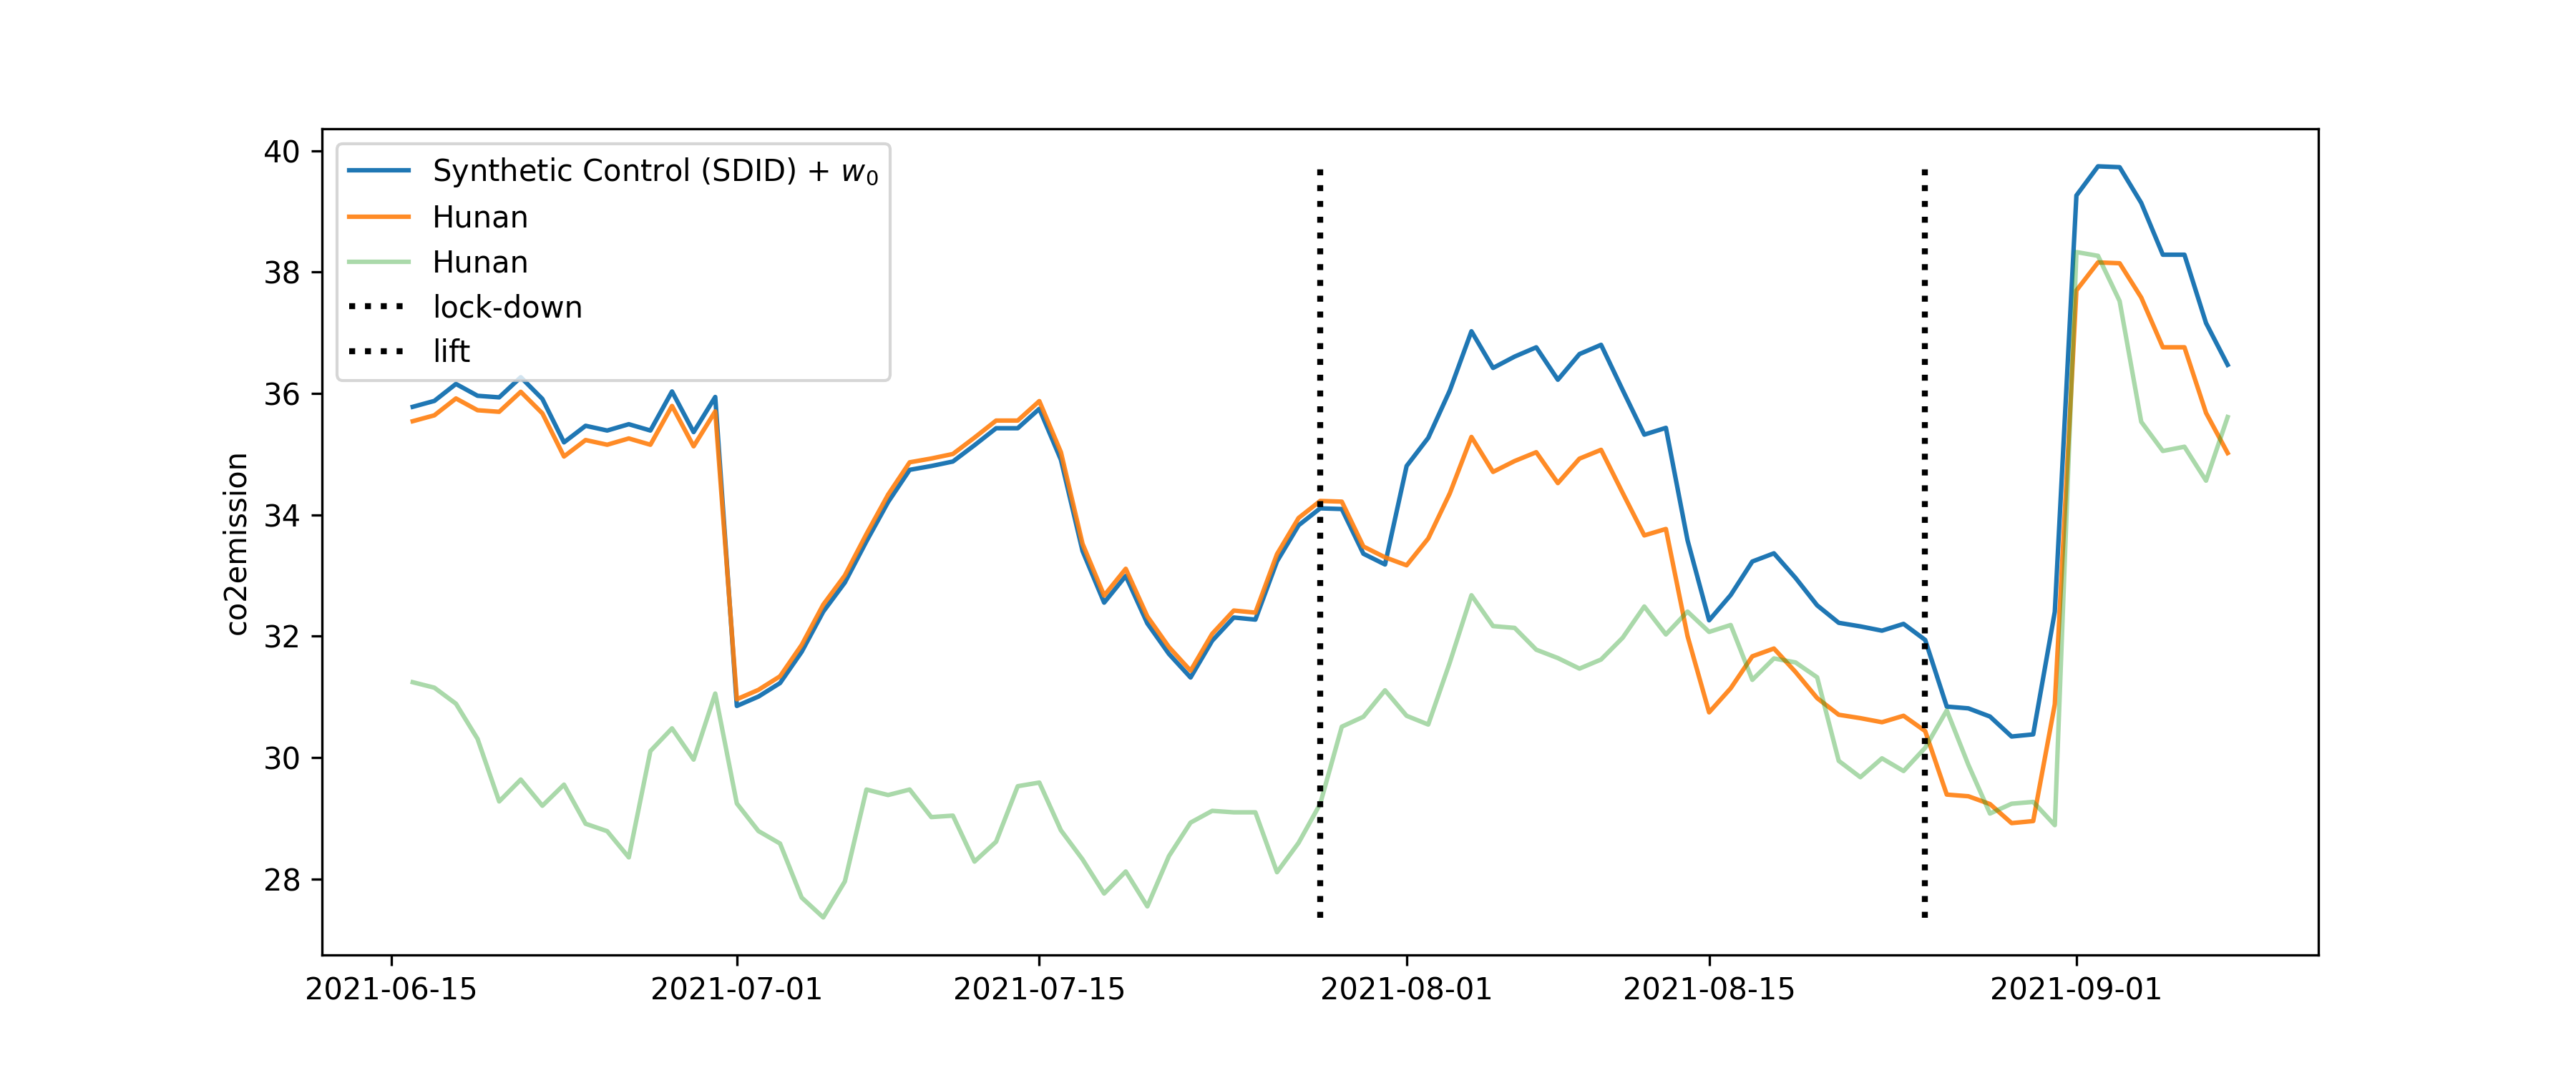 Synthetic Control (SDID) + w₀
Hunan
Hunan
lock-down
lift
co2emission
40
38
36
34
32
30
28
2021-06-15 2021-07-01 2021-07-15 2021-08-01 2021-08-15 2021-09-01